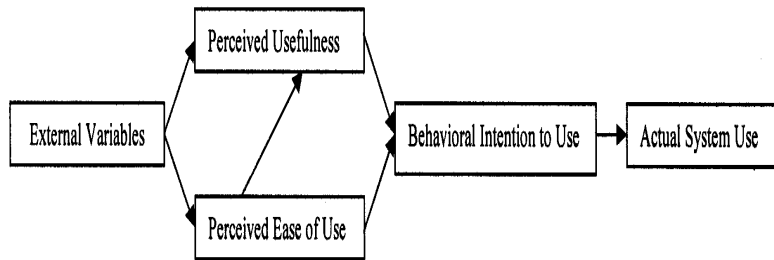 Perceived Usefulness
External Variables
Behavioral Intention to Use
Actual System Use
Perceived Ease of Use